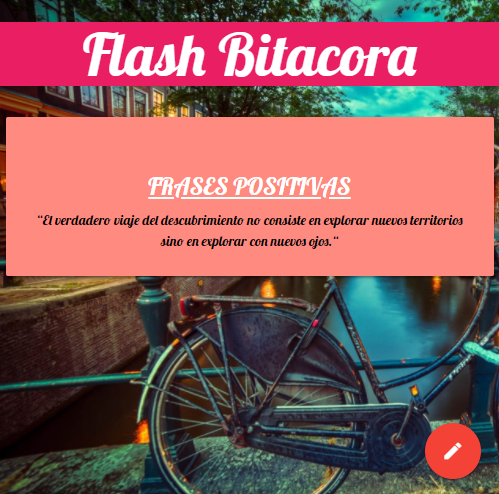 Flash Bitacora
FRASES POSITIVAS
“El verdadero viaje del descubrimiento no consiste en explorar nuevos territorios
sino en explorar con nuevos ojos.”